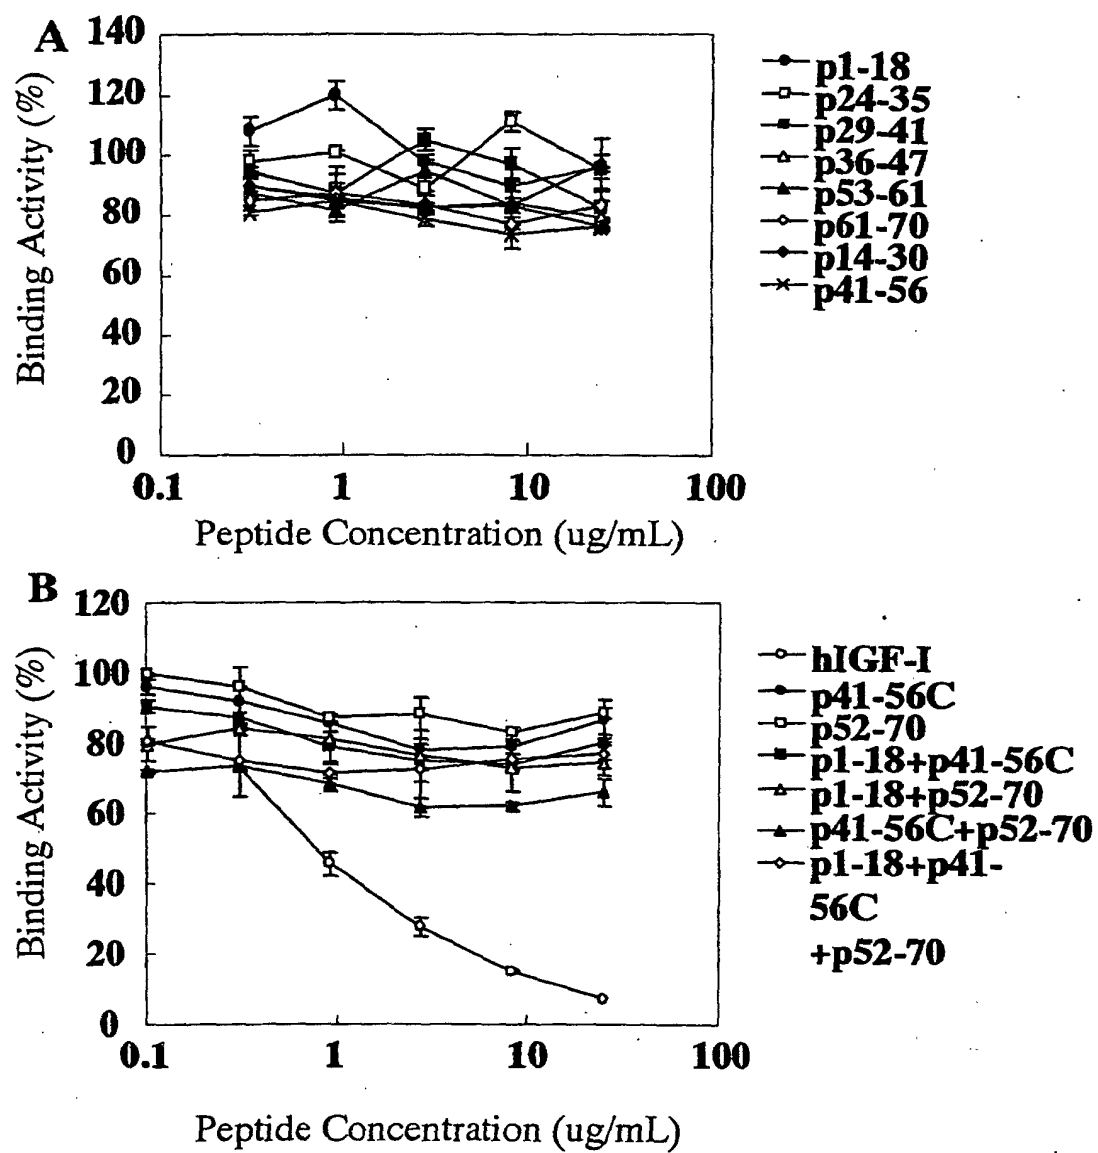 A
140
120
100
80
60
40
20
0
0.1 1 10 100
Binding Activity (%)
Peptide Concentration (ug/mL)
p1-18
p24-35
p29-41
p36-47
p53-61
p61-70
p14-30
p41-56
B
120
100
80
60
40
20
0
0.1 1 10 100
Binding Activity (%)
Peptide Concentration (ug/mL)
hIGF-I
p41-56C
p52-70
p1-18+p41-56C
p1-18+p52-70
p41-56C+p52-70
p1-18+p41-
56C
+p52-70